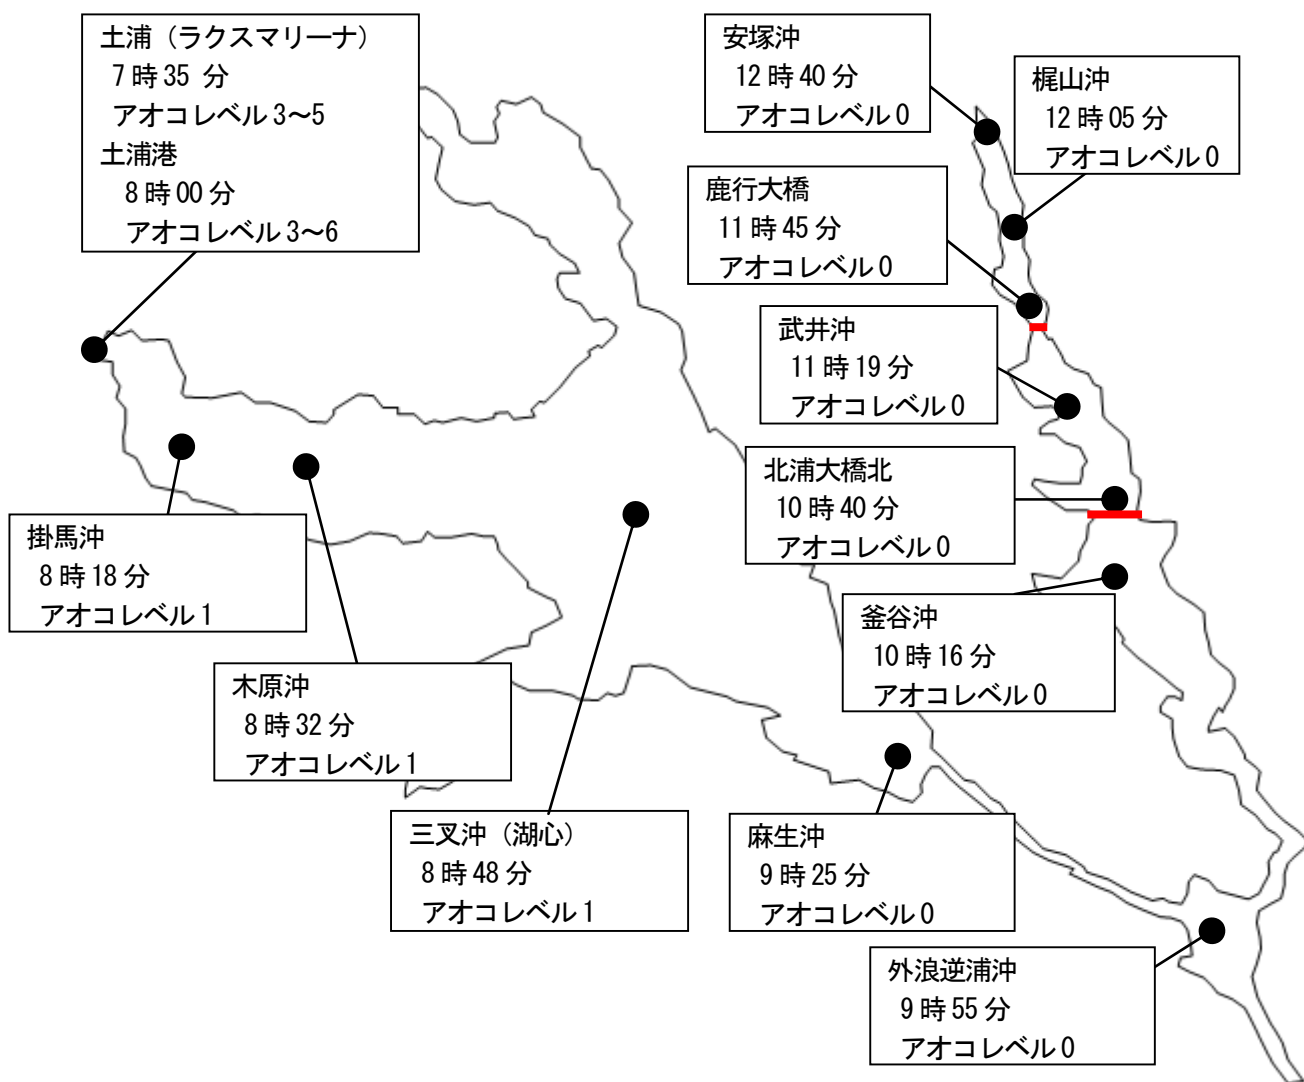 土浦（ラクスマリーナ）
7時35 分
アオコレベル3～5
土浦港
8時00分
アオコレベル3～6
安塚沖
12時40分
アオコレベル0
梶山沖
12時05分
アオコレベル0
鹿行大橋
11時45分
アオコレベル0
武井沖
11時19分
アオコレベル0
北浦大橋北
10時40分
アオコレベル0
掛馬沖
8時18分
アオコレベル1
釜谷沖
10時16分
アオコレベル0
木原沖
8時32分
アオコレベル1
三叉沖（湖心）
8時48分
アオコレベル1
麻生沖
9時25分
アオコレベル0
外浪逆浦沖
9時55分
アオコレベル0